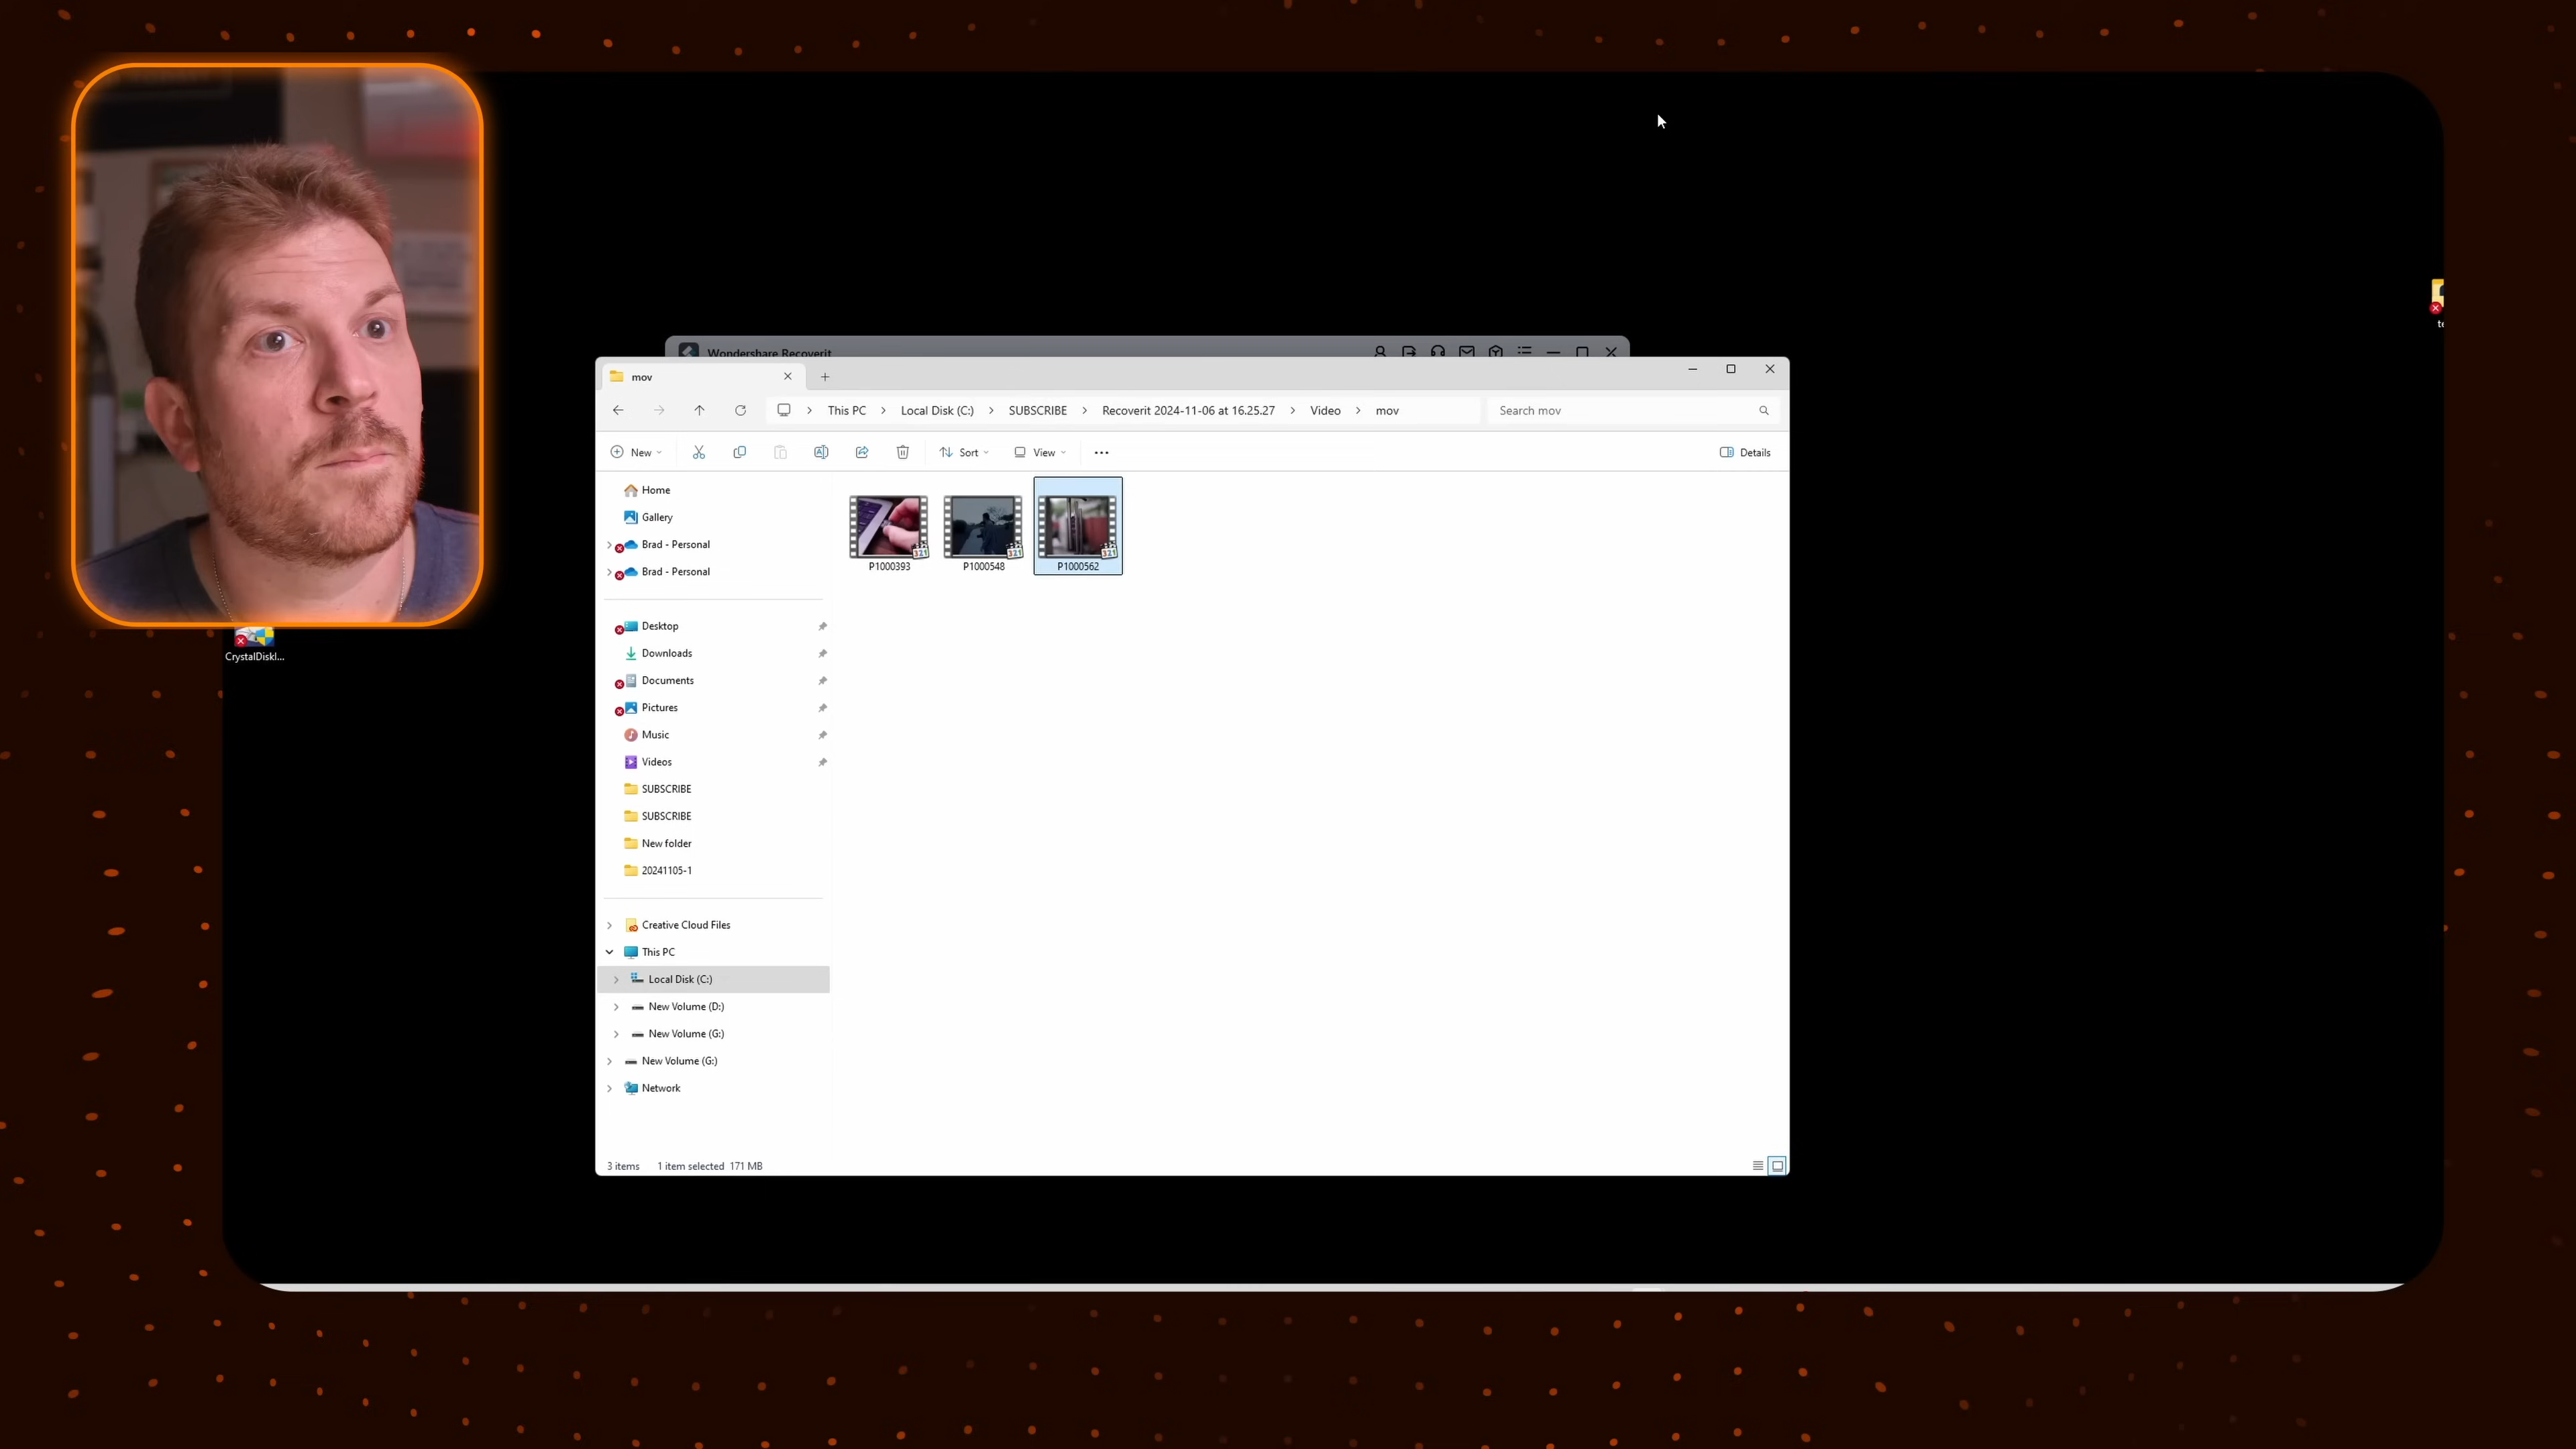 Wondershare Recoverit
mov
This PC > Local Disk (C:) > SUBSCRIBE > Recoverit 2024-11-06 at 16.25.27 > Video > mov
Search mov
New
Sort
View
Details
Home
Gallery
Brad - Personal
Brad - Personal
Desktop
Downloads
Documents
Pictures
Music
Videos
SUBSCRIBE
SUBSCRIBE
New folder
20241105-1
Creative Cloud Files
This PC
Local Disk (C:)
New Volume (D:)
New Volume (G:)
New Volume (G:)
Network
P1000393
P1000548
P1000562
3 items
1 item selected 171 MB
CrystalDiskI...